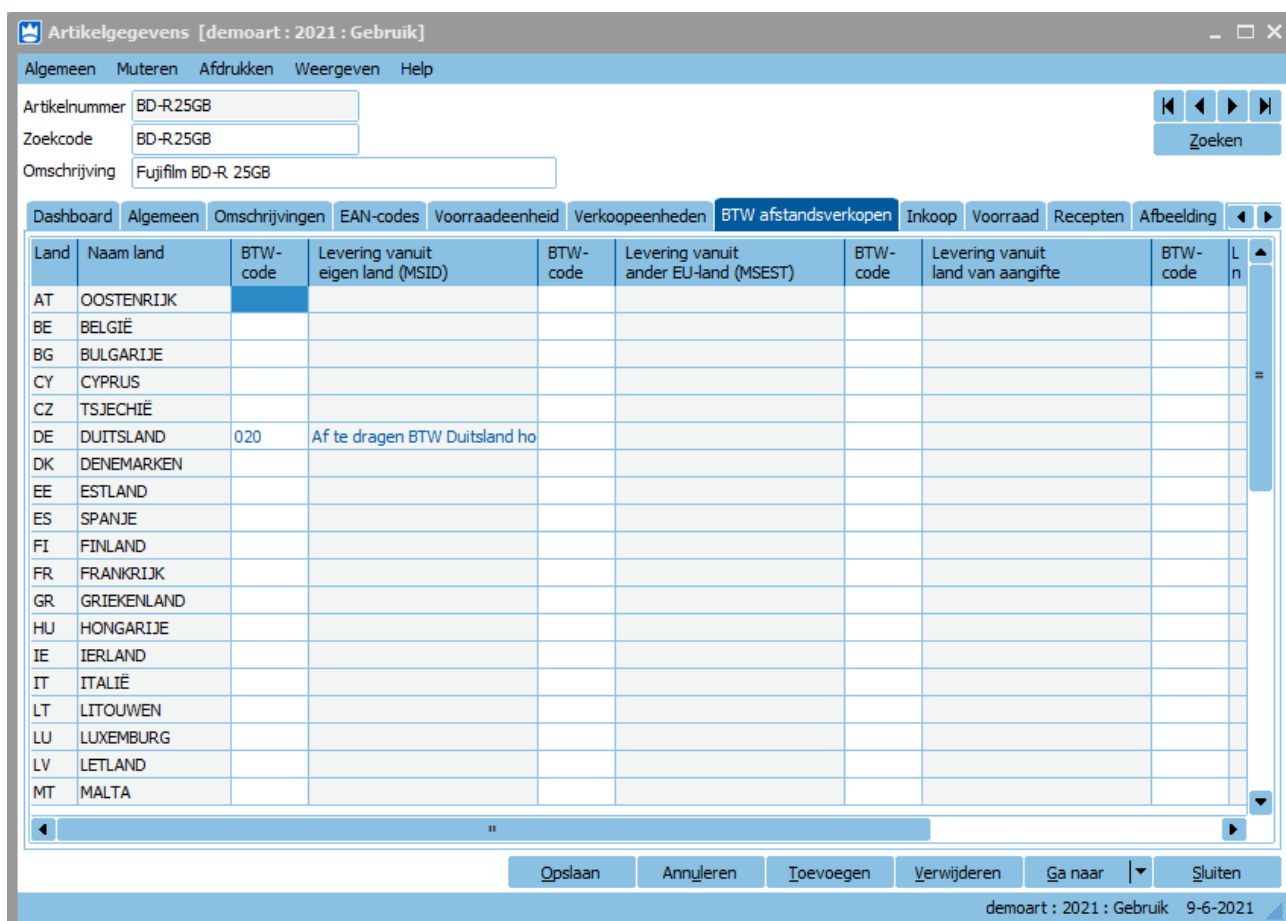 Artikelgegevens [demoart : 2021 : Gebruik]
Algemeen Muteren Afdrukken Weergeven Help
Artikelnummer BD-R25GB
Zoekcode BD-R25GB
Zoeken
Omschrijving Fujifilm BD-R 25GB
Dashboard Algemeen Omschrijvingen EAN-codes Voorraadeenheid Verkoopeenheden BTW afstandsverkopen Inkoop Voorraad Recepten Afbeelding
Land Naam land BTW- Levering vanuit BTW- Levering vanuit BTW- Levering vanuit BTW- L
code eigen land (MSID) code ander EU-land (MSEST) code land van aangifte code n
AT OOSTENRIJK
BE BELGIË
BG BULGARIJE
CY CYPRUS
CZ TSJECHIË
DE DUITSLAND 020 Af te dragen BTW Duitsland ho
DK DENEMARKEN
EE ESTLAND
ES SPANJE
FI FINLAND
FR FRANKRIJK
GR GRIEKENLAND
HU HONGARIJE
IE IERLAND
IT ITALIË
LT LITOUWEN
LU LUXEMBURG
LV LETLAND
MT MALTA
Opslaan Annuleren Toevoegen Verwijderen Ga naar Sluiten
demoart : 2021 : Gebruik 9-6-2021